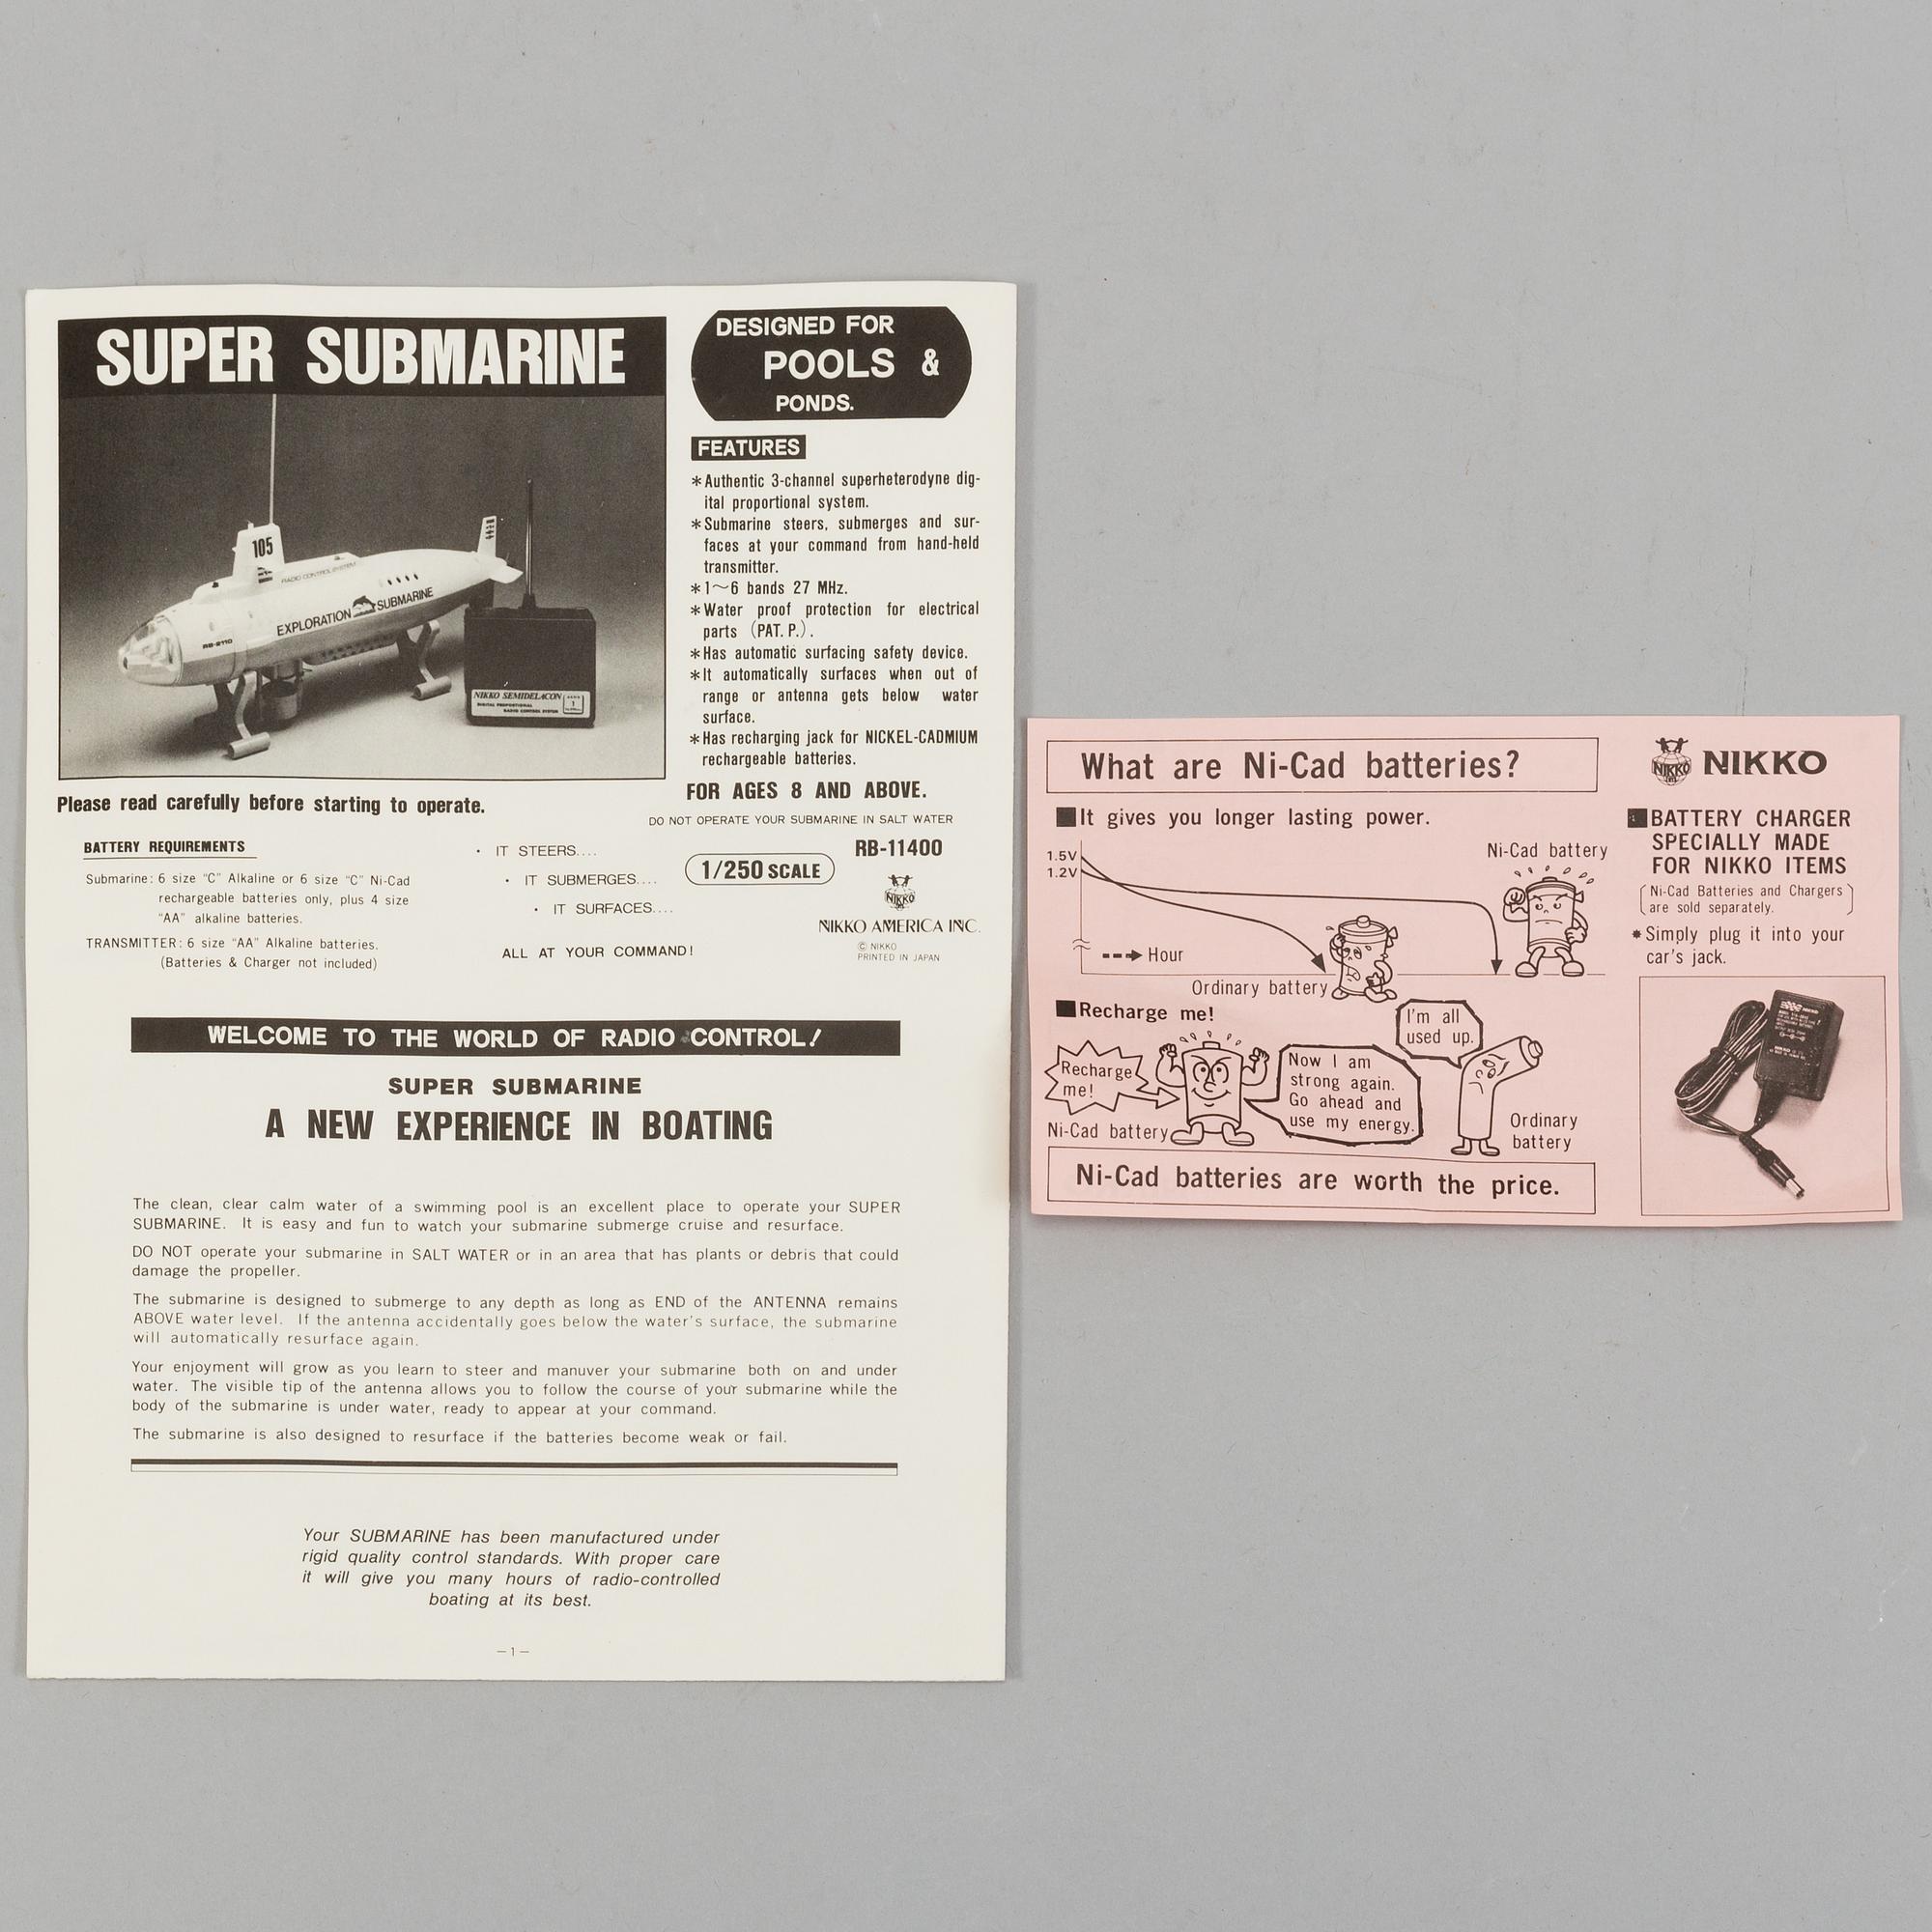 SUPER SUBMARINE
105
RADIO CONTROL SYSTEM
EXPLORATION SUBMARINE
RB-9110
NIKKO SEMIDELACON
DIGITAL PROPORTIONAL
RADIO CONTROL SYSTEM
1
Please read carefully before starting to operate.
DESIGNED FOR
POOLS &
PONDS.
FEATURES
*Authentic 3-channel superheterodyne dig-
ital proportional system.
*Submarine steers, submerges and sur-
faces at your command from hand-held
transmitter.
*1~6 bands 27 MHz.
*Water proof protection for electrical
parts (PAT. P.).
*Has automatic surfacing safety device.
*It automatically surfaces when out of
range or antenna gets below water
surface.
*Has recharging jack for NICKEL-CADMIUM
rechargeable batteries.
FOR AGES 8 AND ABOVE.
DO NOT OPERATE YOUR SUBMARINE IN SALT WATER
BATTERY REQUIREMENTS
Submarine: 6 size "C" Alkaline or 6 size "C" Ni-Cad
rechargeable batteries only, plus 4 size
"AA" alkaline batteries.
TRANSMITTER: 6 size "AA" Alkaline batteries.
(Batteries & Charger not included)
· IT STEERS....
· IT SUBMERGES....
· IT SURFACES....
ALL AT YOUR COMMAND!
1/250 SCALE
RB-11400
NIKKO
NIKKO AMERICA INC.
© NIKKO
PRINTED IN JAPAN
WELCOME TO THE WORLD OF RADIO CONTROL!
SUPER SUBMARINE
A NEW EXPERIENCE IN BOATING
The clean, clear calm water of a swimming pool is an excellent place to operate your SUPER
SUBMARINE. It is easy and fun to watch your submarine submerge cruise and resurface.
DO NOT operate your submarine in SALT WATER or in an area that has plants or debris that could
damage the propeller.
The submarine is designed to submerge to any depth as long as END of the ANTENNA remains
ABOVE water level. If the antenna accidentally goes below the water's surface, the submarine
will automatically resurface again.
Your enjoyment will grow as you learn to steer and manuver your submarine both on and under
water. The visible tip of the antenna allows you to follow the course of your submarine while the
body of the submarine is under water, ready to appear at your command.
The submarine is also designed to resurface if the batteries become weak or fail.
Your SUBMARINE has been manufactured under
rigid quality control standards. With proper care
it will give you many hours of radio-controlled
boating at its best.
—1—
What are Ni-Cad batteries?
■It gives you longer lasting power.
1.5V
1.2V
Hour
Ni-Cad battery
Ordinary battery
■Recharge me!
Recharge
me!
Ni-Cad battery
Now I am
strong again.
Go ahead and
use my energy.
I'm all
used up.
Ordinary
battery
Ni-Cad batteries are worth the price.
NIKKO
NIKKO
■BATTERY CHARGER
SPECIALLY MADE
FOR NIKKO ITEMS
(Ni-Cad Batteries and Chargers
are sold separately.)
*Simply plug it into your
car's jack.